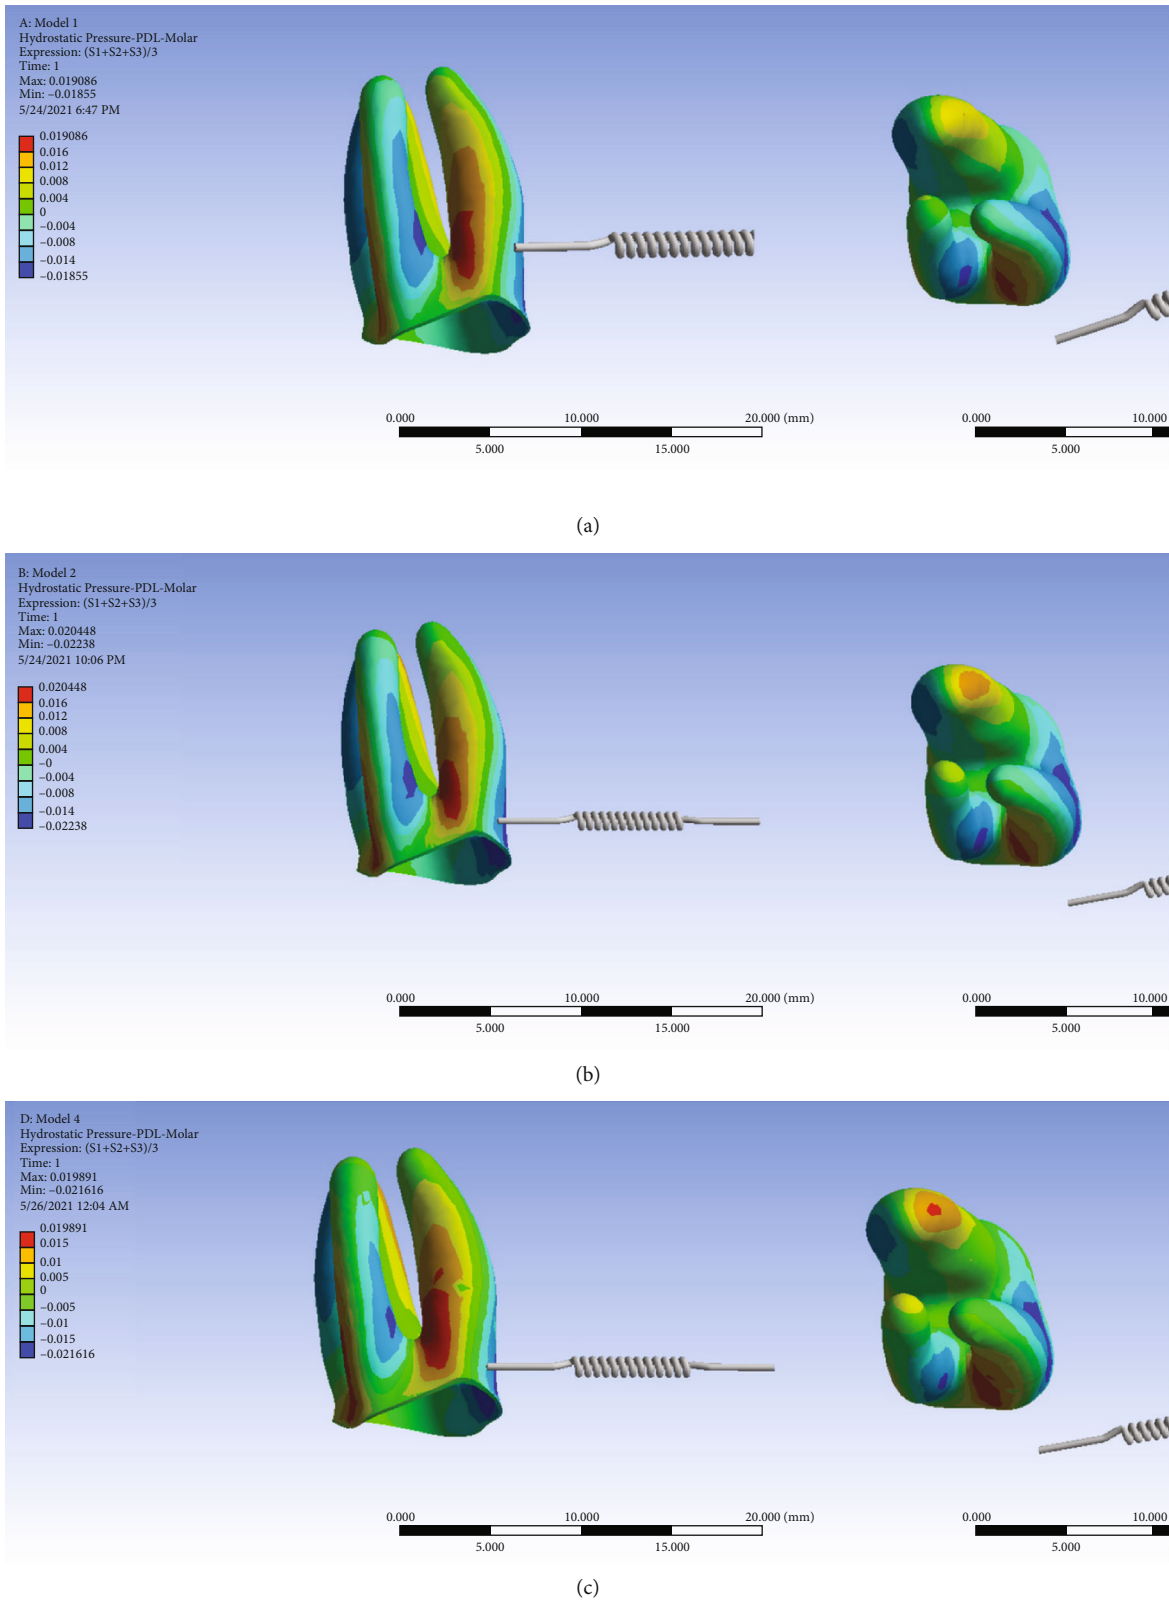 A: Model 1
Hydrostatic Pressure-PDL-Molar
Expression: (S1+S2+S3)/3
Time: 1
Max: 0.019086
Min: –0.01855
5/24/2021 6:47 PM
0.019086
0.016
0.012
0.008
0.004
0
–0.004
–0.008
–0.014
–0.01855
0.000 10.000 20.000 (mm)
5.000 15.000
0.000 10.000
5.000
(a)
B: Model 2
Hydrostatic Pressure-PDL-Molar
Expression: (S1+S2+S3)/3
Time: 1
Max: 0.020448
Min: –0.02238
5/24/2021 10:06 PM
0.020448
0.016
0.012
0.008
0.004
–0
–0.004
–0.008
–0.014
–0.02238
0.000 10.000 20.000 (mm)
5.000 15.000
0.000 10.000
5.000
(b)
D: Model 4
Hydrostatic Pressure-PDL-Molar
Expression: (S1+S2+S3)/3
Time: 1
Max: 0.019891
Min: –0.021616
5/26/2021 12:04 AM
0.019891
0.015
0.01
0.005
0
–0.005
–0.01
–0.015
–0.021616
0.000 10.000 20.000 (mm)
5.000 15.000
0.000 10.000
5.000
(c)